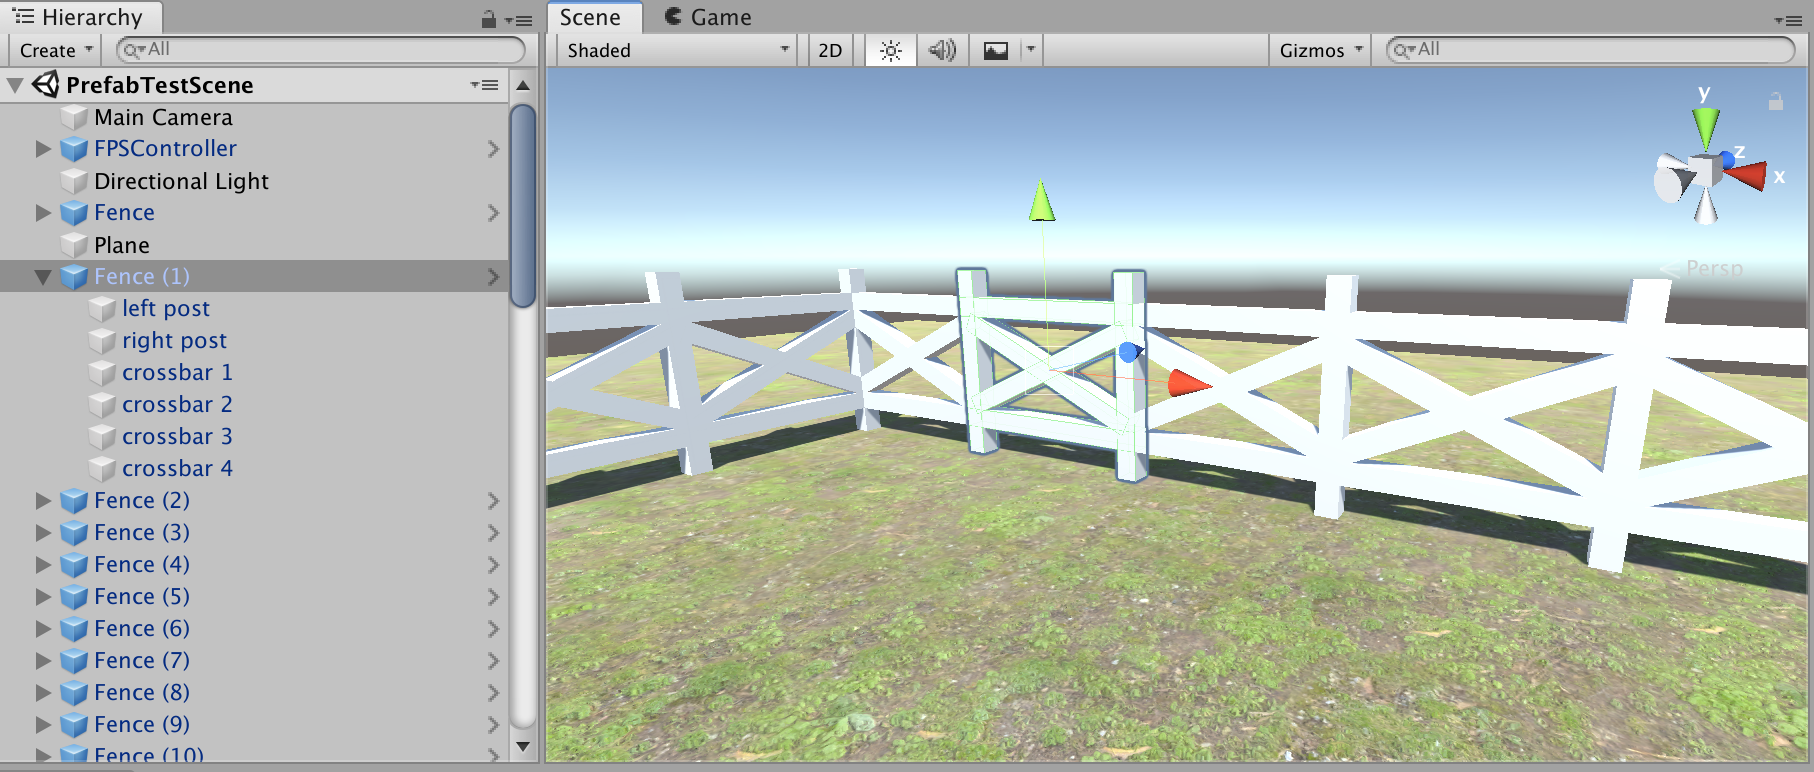 Hierarchy
Create
All
PrefabTestScene
Main Camera
FPSController
Directional Light
Fence
Plane
Fence (1)
left post
right post
crossbar 1
crossbar 2
crossbar 3
crossbar 4
Fence (2)
Fence (3)
Fence (4)
Fence (5)
Fence (6)
Fence (7)
Fence (8)
Fence (9)
Fence (10)
Scene
Game
Shaded
2D
Gizmos
All
y
z
x
Persp